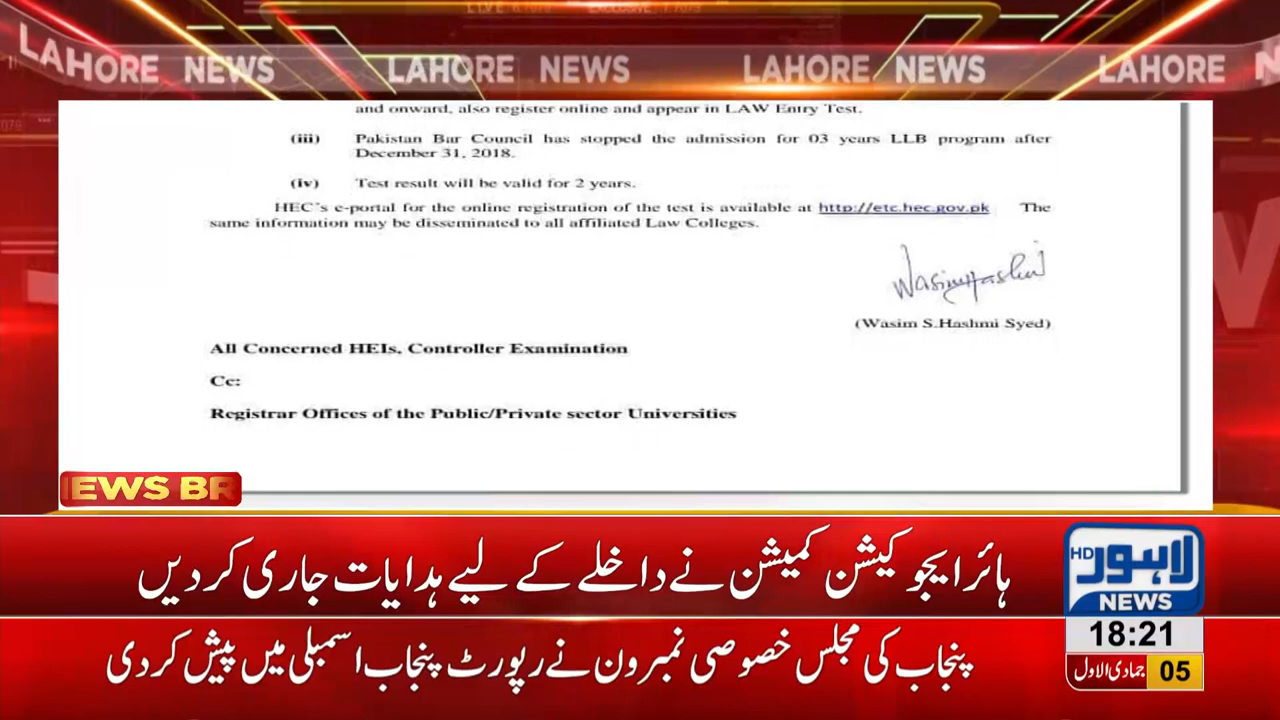 LAHORE NEWS LAHORE NEWS LAHORE NEWS LAHORE
and onward, also register online and appear in LAW Entry Test.
(iii) Pakistan Bar Council has stopped the admission for 03 years LLB program after
December 31, 2018.
(iv) Test result will be valid for 2 years.
HEC's e-portal for the online registration of the test is available at http://etc.hec.gov.pk The
same information may be disseminated to all affiliated Law Colleges.
(Wasim S.Hashmi Syed)
All Concerned HEIs, Controller Examination
Cc:
Registrar Offices of the Public/Private sector Universities
NEWS BR
ہائر ایجوکیشن کمیشن نے داخلے کے لیے ہدایات جاری کردیں
پنجاب کی مجلس خصوصی نمبرون نے رپورٹ پنجاب اسمبلی میں پیش کردی
لاہور HD
NEWS
18:21
05 جمادی الاول